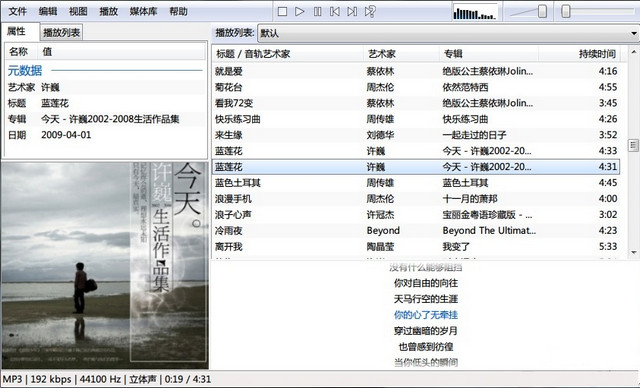 文件 编辑 视图 播放 媒体库 帮助
属性 播放列表
播放列表: 默认
名称 值
元数据
艺术家 许巍
标题 蓝莲花
专辑 今天 - 许巍2002-2008生活作品集
日期 2009-04-01
标题 / 音轨艺术家 艺术家 专辑 持续时间
就是爱 蔡依林 绝版公主蔡依琳Jolin... 4:16
菊花台 周杰伦 依然范特西 4:55
看我72变 蔡依林 绝版公主蔡依琳Jolin... 3:45
快乐练习曲 周传雄 快乐练习曲 4:26
来生缘 刘德华 一起走过的日子 3:52
蓝莲花 许巍 今天 - 许巍2002-20... 4:33
蓝莲花 许巍 今天 - 许巍2002-20... 4:31
蓝色土耳其 周传雄 蓝色土耳其 4:45
浪漫手机 周杰伦 十一月的萧邦 4:00
浪子心声 许冠杰 宝丽金粤语珍藏版 - ... 3:03
冷雨夜 Beyond Beyond The Ultimat... 4:07
离开我 陶晶莹 我变了 5:33
今天。
许巍
生活作品集
没有什么能够阻挡
你对自由的向往
天马行空的生涯
你的心了无牵挂
穿过幽暗的岁月
也曾感到彷徨
当你低头的瞬间
MP3 | 192 kbps | 44100 Hz | 立体声 | 0:19 / 4:31